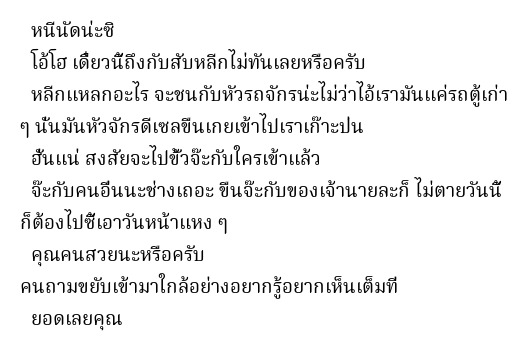 หนีนัดน่ะซิ
โอ้โฮ เดี๋ยวนี้ถึงกับสับหลีกไม่ทันเลยหรือครับ
หลีกแหลกอะไร จะชนกับหัวรถจักรน่ะไม่ว่าไอ้เรามันแค่รถตู้เก่า
ๆ นั่นมันหัวจักรดีเซลขืนเกยเข้าไปเราเก๊าะปน
ฮั่นแน่ สงสัยจะไปขั้วจ๊ะกับใครเข้าแล้ว
จ๊ะกับคนอื่นนะช่างเถอะ ขืนจ๊ะกับของเจ้านายละก็ ไม่ตายวันนี้
ก็ต้องไปซี้เอาวันหน้าแหง ๆ
คุณคนสวยนะหรือครับ
คนถามขยับเข้ามาใกล้อย่างอยากรู้อยากเห็นเต็มที
ยอดเลยคุณ